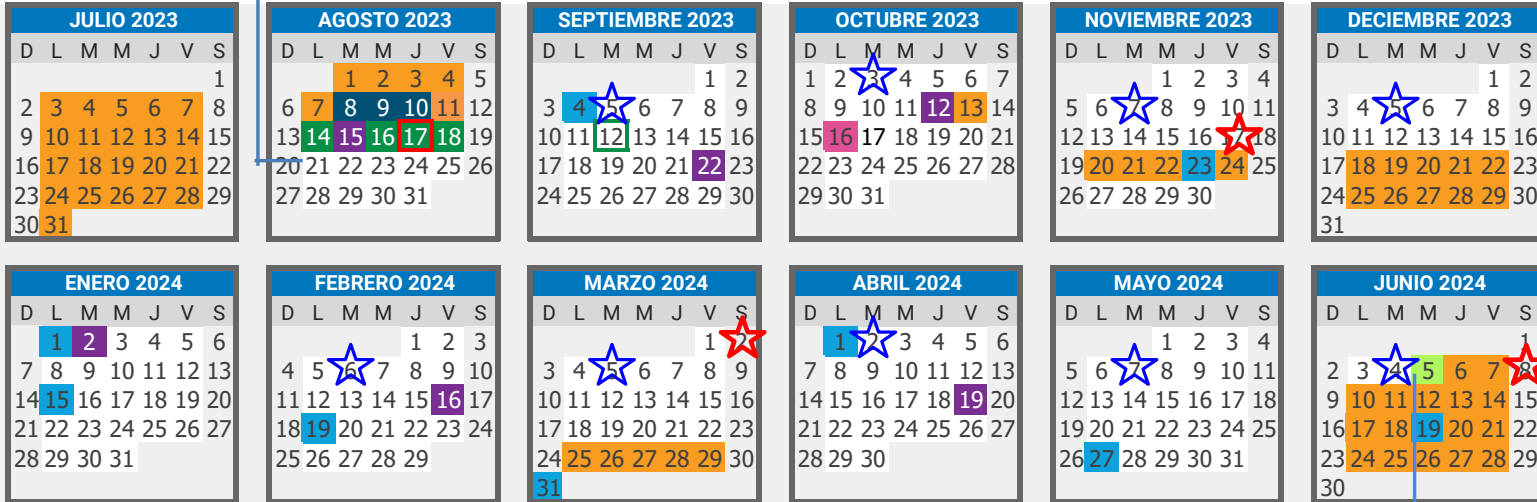 JULIO 2023
D L M M J V S
1
2 3 4 5 6 7 8
9 10 11 12 13 14 15
16 17 18 19 20 21 22
23 24 25 26 27 28 29
30 31
AGOSTO 2023
D L M M J V S
1 2 3 4 5
6 7 8 9 10 11 12
13 14 15 16 17 18 19
20 21 22 23 24 25 26
27 28 29 30 31
SEPTIEMBRE 2023
D L M M J V S
1 2
3 4 5 6 7 8 9
10 11 12 13 14 15 16
17 18 19 20 21 22 23
24 25 26 27 28 29 30
OCTUBRE 2023
D L M M J V S
1 2 3 4 5 6 7
8 9 10 11 12 13 14
15 16 17 18 19 20 21
22 23 24 25 26 27 28
29 30 31
NOVIEMBRE 2023
D L M M J V S
1 2 3 4
5 6 7 8 9 10 11
12 13 14 15 16 17 18
19 20 21 22 23 24 25
26 27 28 29 30
DECIEMBRE 2023
D L M M J V S
1 2
3 4 5 6 7 8 9
10 11 12 13 14 15 16
17 18 19 20 21 22 23
24 25 26 27 28 29 30
31
ENERO 2024
D L M M J V S
1 2 3 4 5 6
7 8 9 10 11 12 13
14 15 16 17 18 19 20
21 22 23 24 25 26 27
28 29 30 31
FEBRERO 2024
D L M M J V S
1 2 3
4 5 6 7 8 9 10
11 12 13 14 15 16 17
18 19 20 21 22 23 24
25 26 27 28 29
MARZO 2024
D L M M J V S
1 2
3 4 5 6 7 8 9
10 11 12 13 14 15 16
17 18 19 20 21 22 23
24 25 26 27 28 29 30
31
ABRIL 2024
D L M M J V S
1 2 3 4 5 6
7 8 9 10 11 12 13
14 15 16 17 18 19 20
21 22 23 24 25 26 27
28 29 30
MAYO 2024
D L M M J V S
1 2 3 4
5 6 7 8 9 10 11
12 13 14 15 16 17 18
19 20 21 22 23 24 25
26 27 28 29 30 31
JUNIO 2024
D L M M J V S
1
2 3 4 5 6 7 8
9 10 11 12 13 14 15
16 17 18 19 20 21 22
23 24 25 26 27 28 29
30